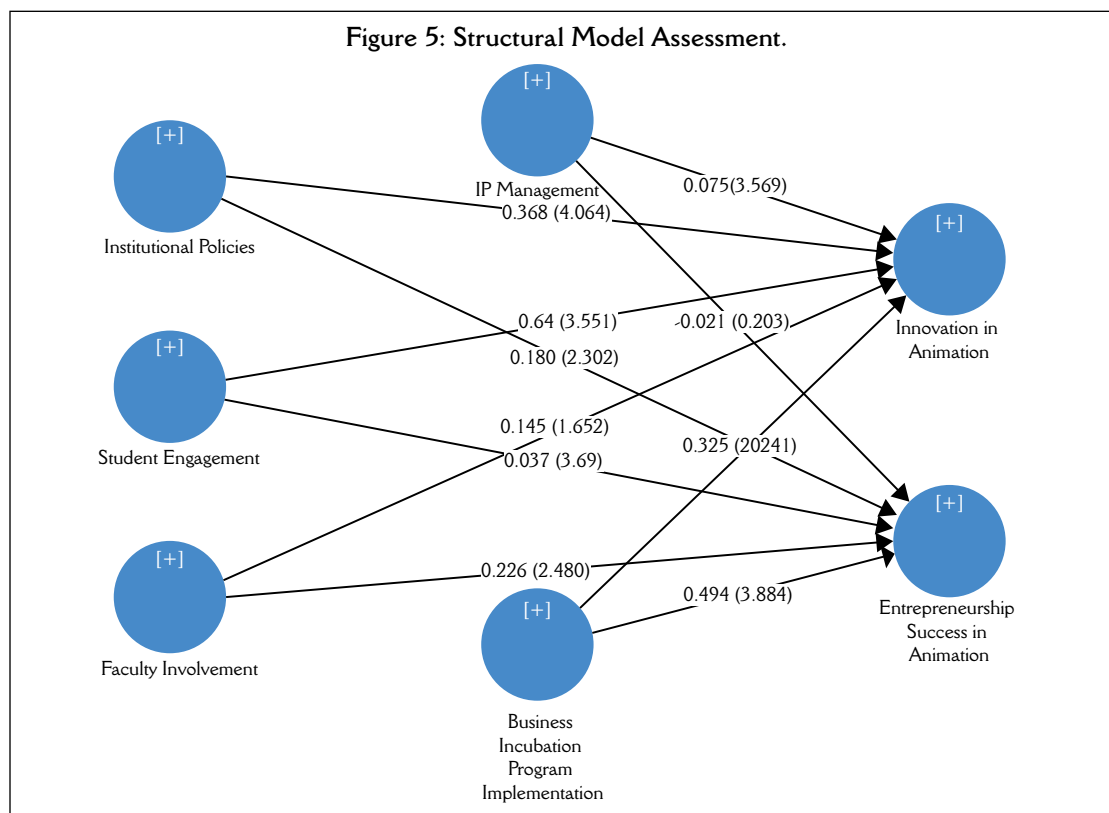 Figure 5: Structural Model Assessment.
[+]
[+]
IP Management
0.075(3.569)
0.368 (4.064)
Institutional Policies
[+]
Innovation in
Animation
[+]
0.64 (3.551)
-0.021 (0.203)
0.180 (2.302)
Student Engagement
0.145 (1.652)
0.325 (20241)
0.037 (3.69)
[+]
[+]
0.226 (2.480)
0.494 (3.884)
Entrepreneurship
Success in
Animation
Faculty Involvement
[+]
Business
Incubation
Program
Implementation